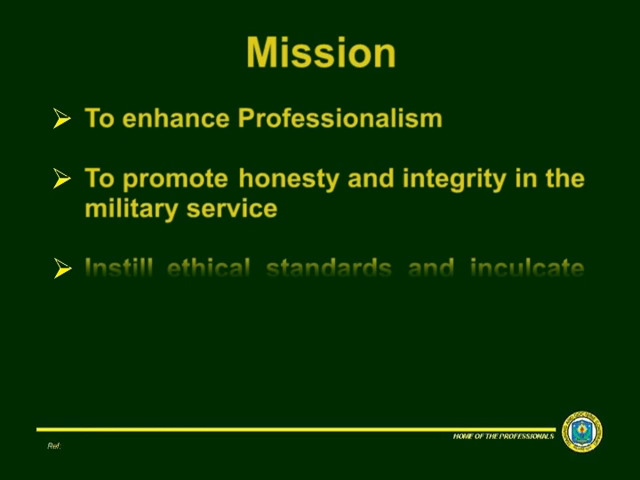 Mission
To enhance Professionalism
To promote honesty and integrity in the
military service
Instill ethical standards and inculcate
HOME OF THE PROFESSIONALS
Ref: